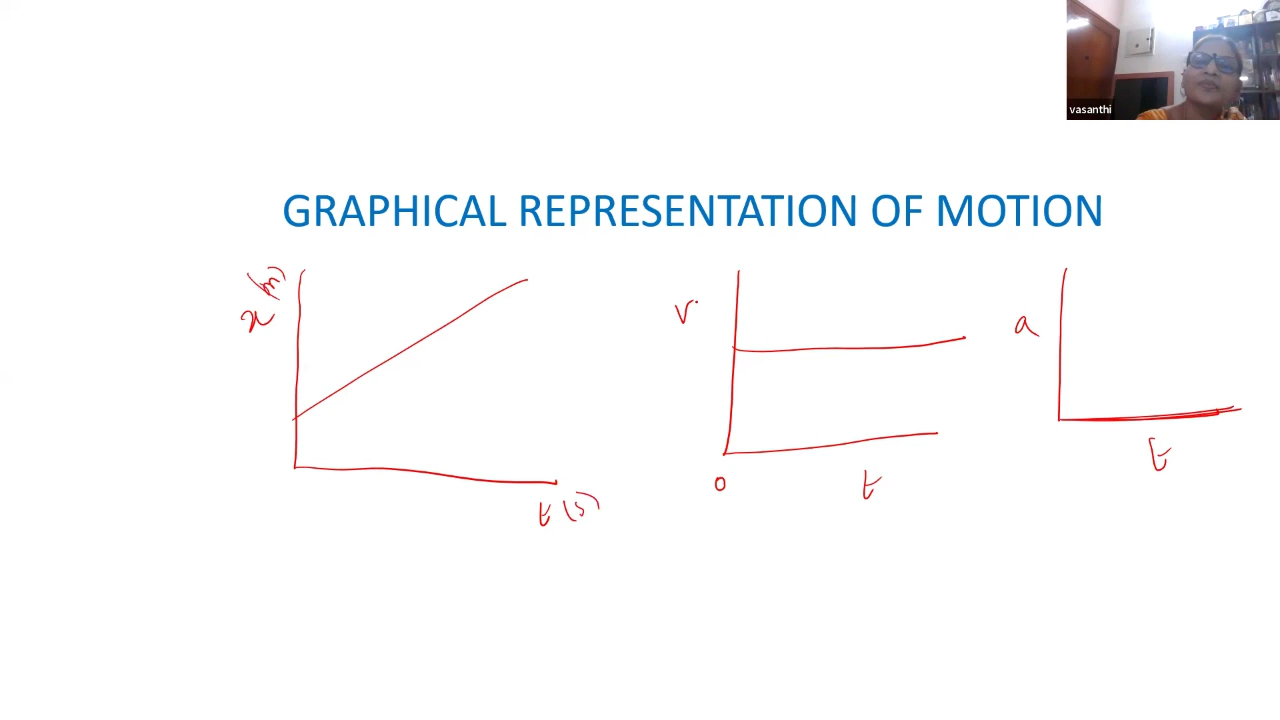 vasanthi
GRAPHICAL REPRESENTATION OF MOTION
x (m)
t (s)
v
0
t
a
t